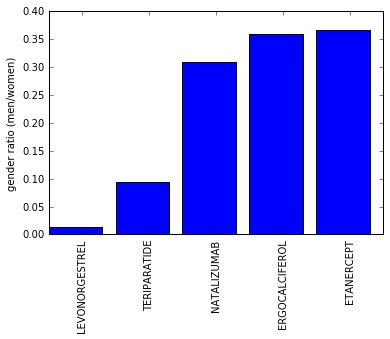 0.40
0.35
0.30
0.25
0.20
0.15
0.10
0.05
0.00
gender ratio (men/women)
LEVONORGESTREL
TERIPARATIDE
NATALIZUMAB
ERGOCALCIFEROL
ETANERCEPT